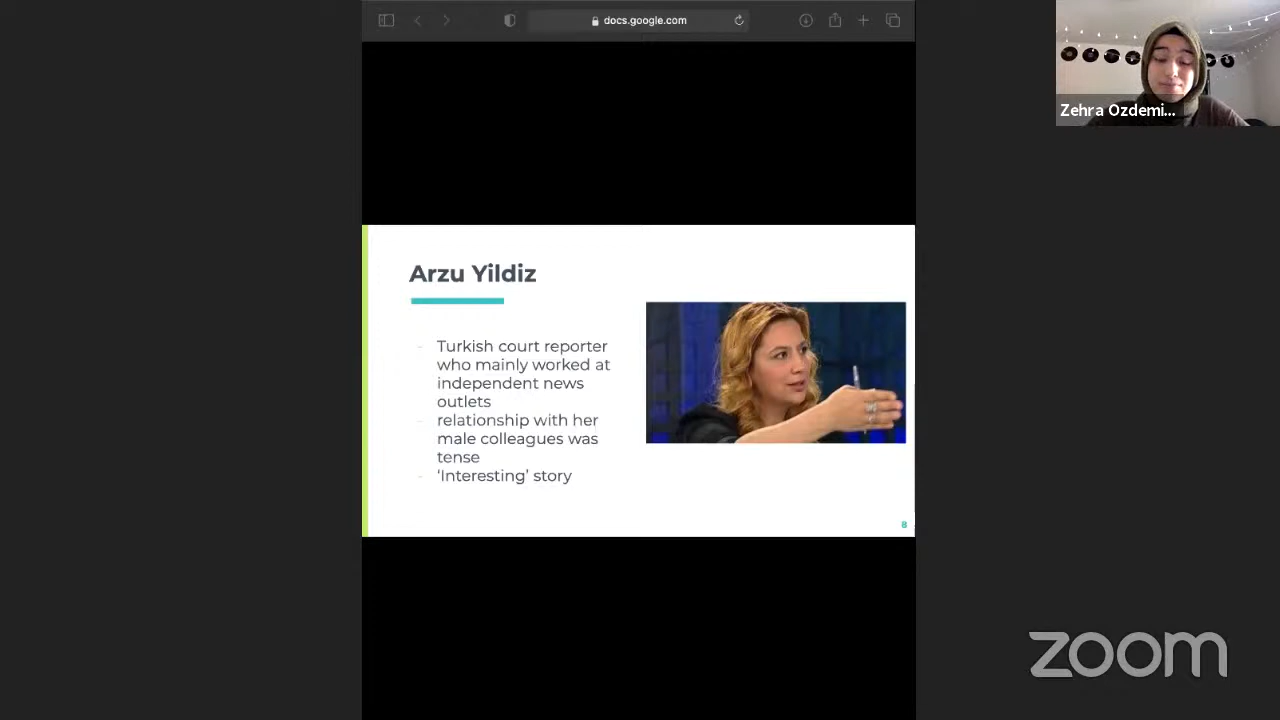 docs.google.com
Zehra Ozdemi...
Arzu Yildiz
- Turkish court reporter
who mainly worked at
independent news
outlets
- relationship with her
male colleagues was
tense
- ‘Interesting’ story
8
zoom